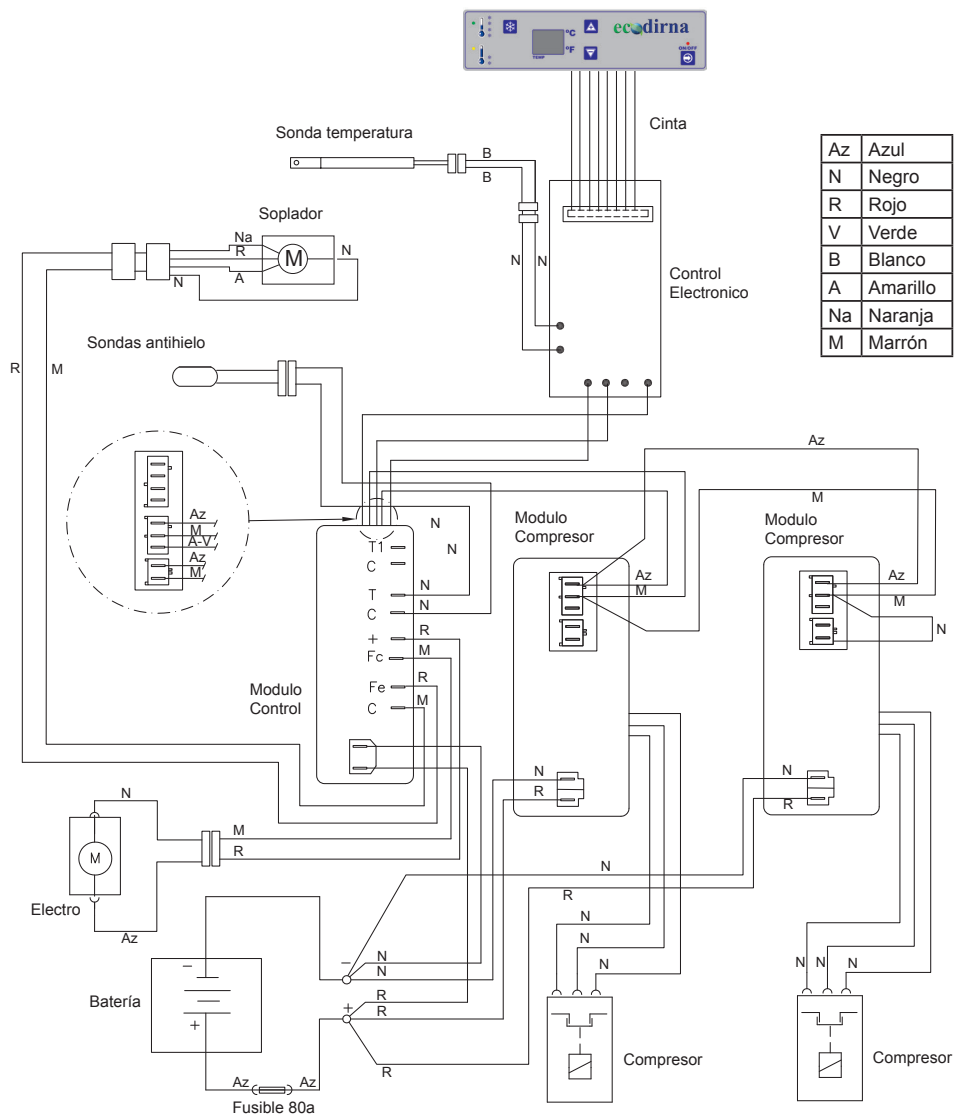 ecodirna
°C
°F
TEMP
ON/OFF
Cinta
Sonda temperatura
B
B
Az Azul
N Negro
R Rojo
V Verde
B Blanco
A Amarillo
Na Naranja
M Marrón
Soplador
Na
R
A
N
M
N
N N
Control
Electronico
Sondas antihielo
R
M
Az
M
A-V
Az
M
N
N
T1
C
T N
C N
+ R
Fc M
Fe R
C M
Modulo
Control
Modulo
Compresor
Az
M
Az
M
Modulo
Compresor
Az
M
N
N
R
N
R
N
M
M
R
Electro
Az
N
R
Batería
-
+
-
N
N
+
R
R
R
Az Az
Fusible 80a
N
N
N
Compresor
N N N
Compresor